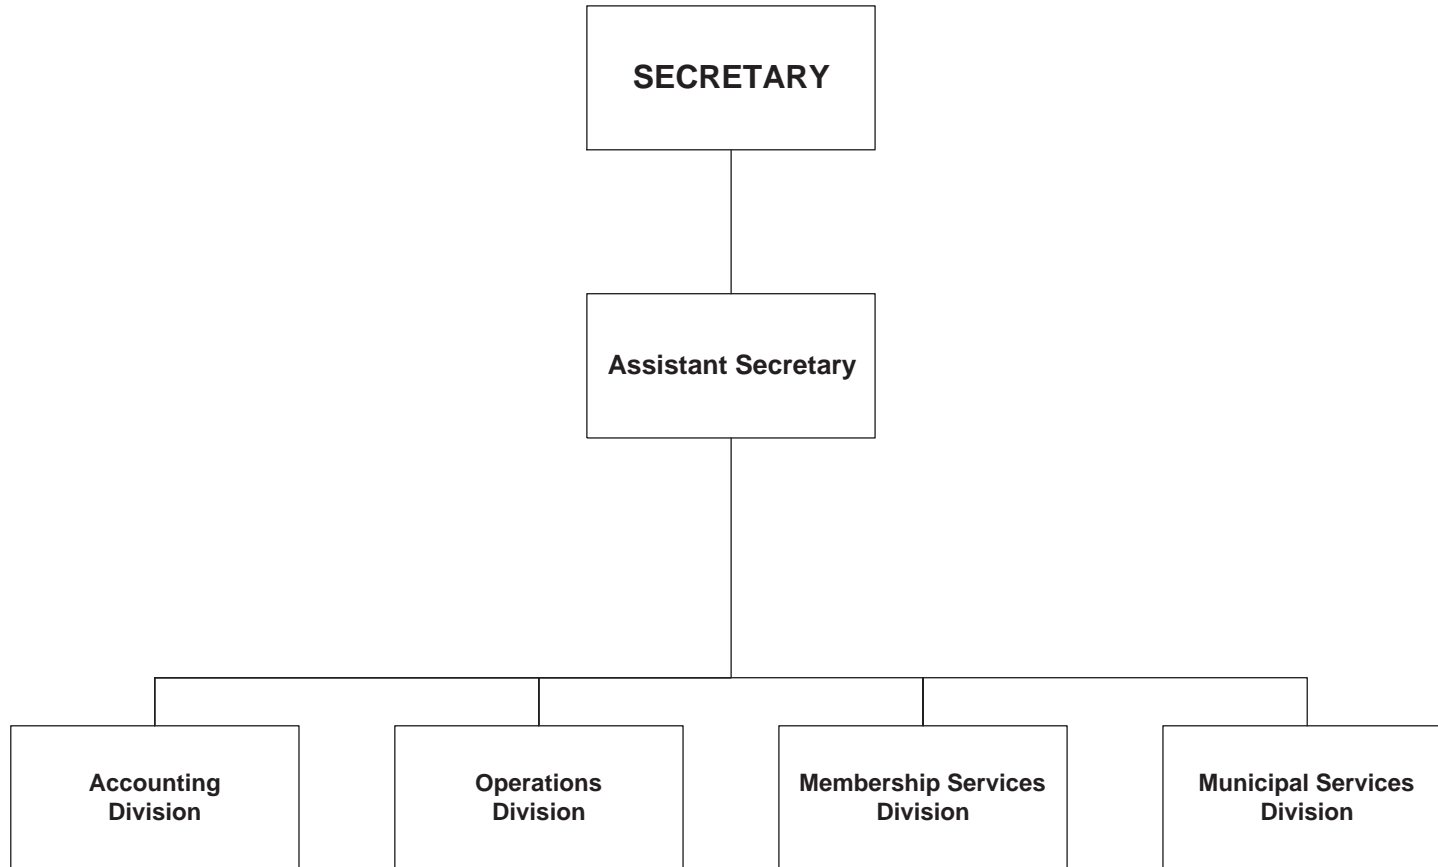 SECRETARY
Assistant Secretary
Accounting
Division
Operations
Division
Membership Services
Division
Municipal Services
Division